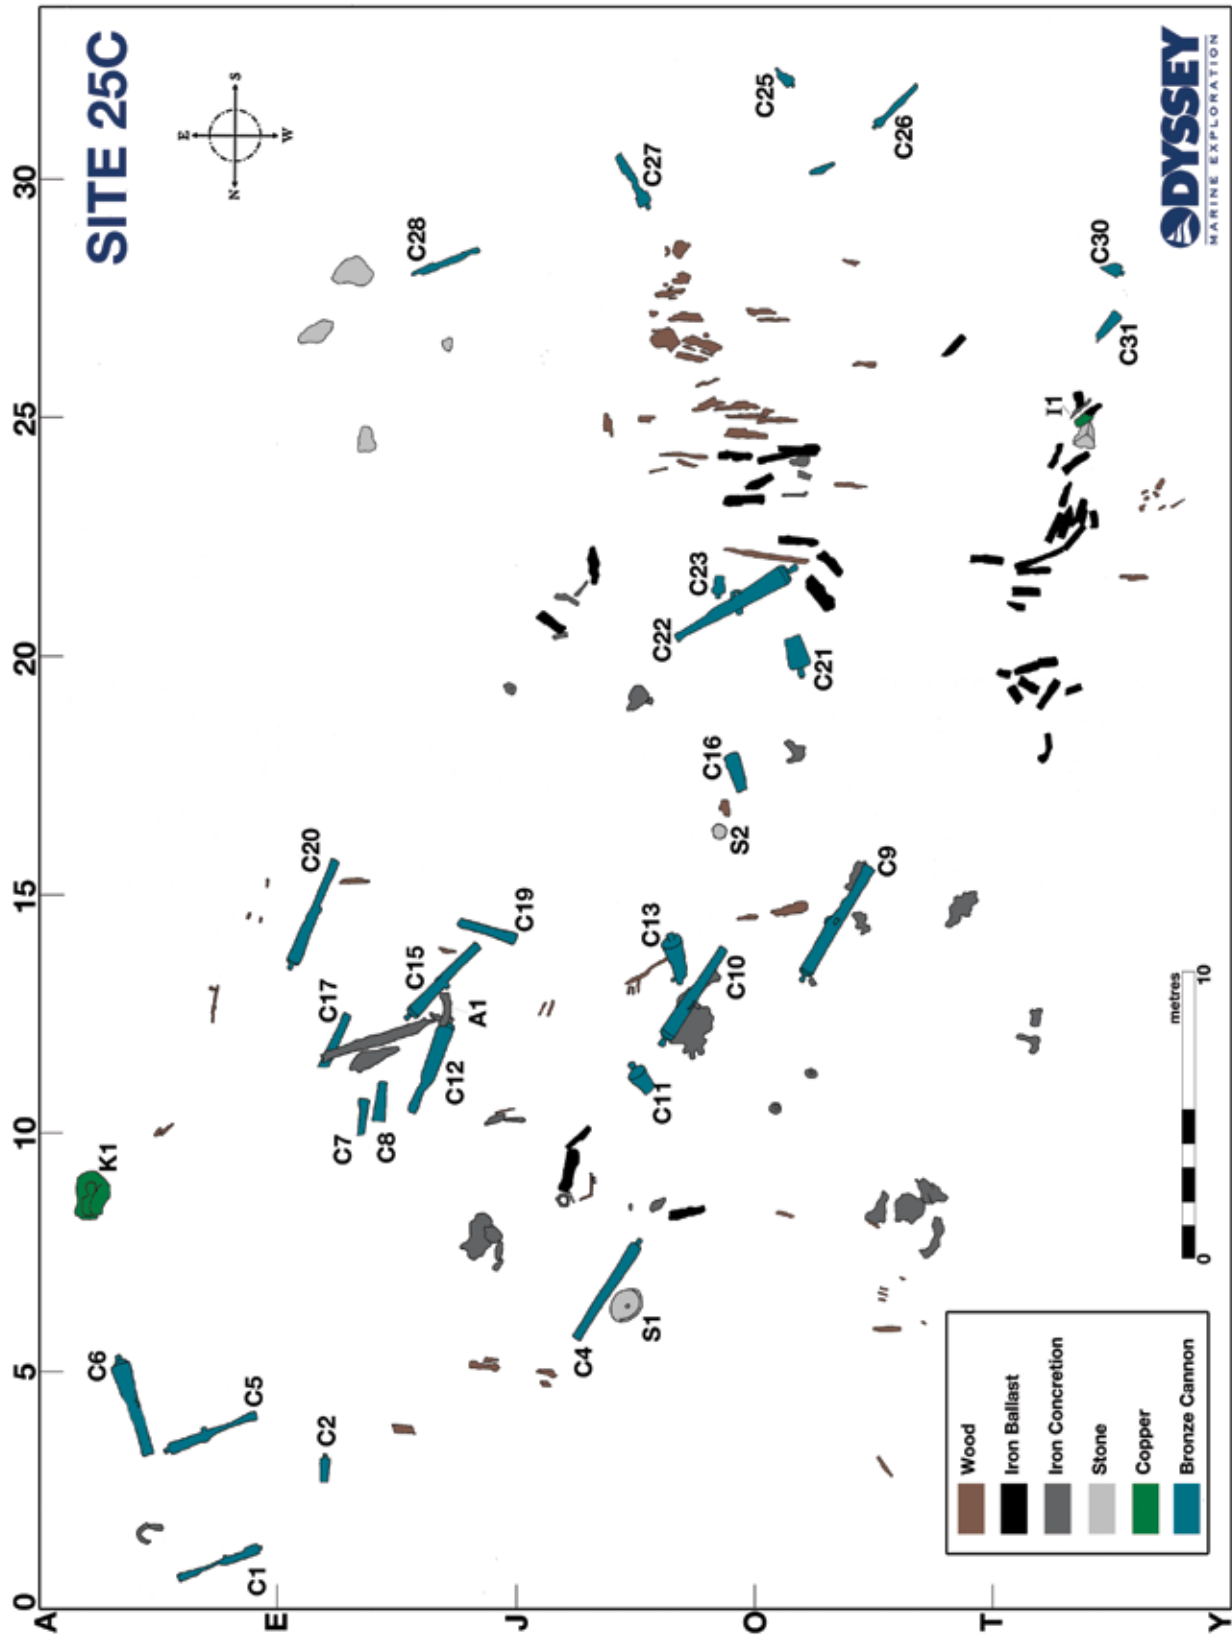 SITE 25C
N
E
S
W
30
25
20
15
10
5
0
A
E
J
O
T
Y
C25
C26
C27
C28
C30
C31
I1
C23
C22
C21
C16
S2
C20
C19
C9
C13
C10
C15
C17
A1
C12
C11
C7
C8
K1
C6
C5
C4
S1
C2
C1
metres
0
10
Wood
Iron Ballast
Iron Concretion
Stone
Copper
Bronze Cannon
ODYSSEY
MARINE EXPLORATION